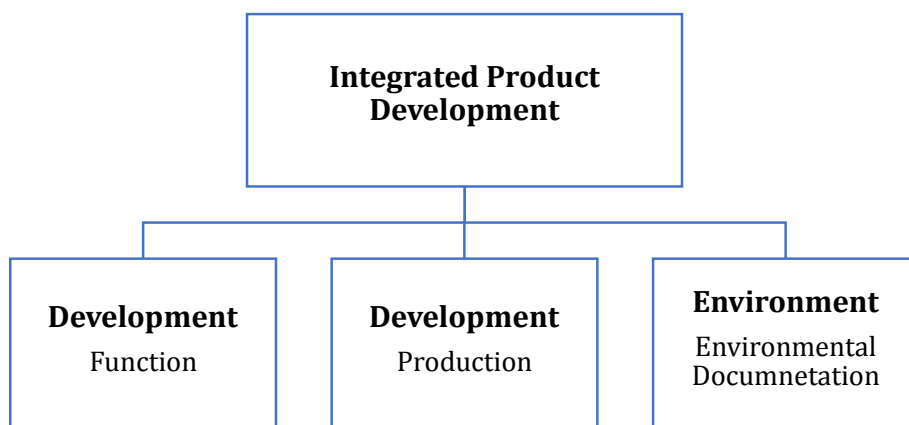 Integrated Product
Development
Development
Function
Development
Production
Environment
Environmental
Documnetation